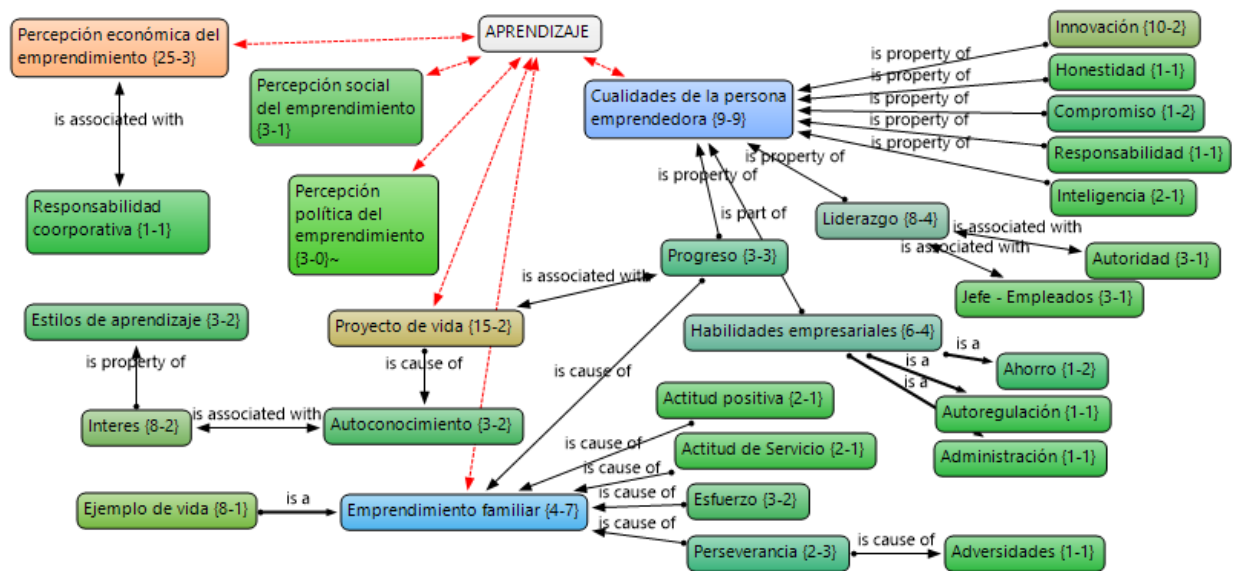 Percepción económica del
emprendimiento {25-3}
APRENDIZAJE
Innovación {10-2}
is property of
Percepción social
del emprendimiento
{3-1}
Cualidades de la persona
emprendedora {9-9}
is property of
Honestidad {1-1}
is property of
Compromiso {1-2}
is property of
Responsabilidad {1-1}
is property of
Inteligencia {2-1}
is associated with
is property of
is property of
Percepción
política del
emprendimiento
{3-0}~
Responsabilidad
coorporativa {1-1}
is part of
Liderazgo {8-4}
is associated with
is associated with
Autoridad {3-1}
Progreso {3-3}
is associated with
Jefe - Empleados {3-1}
Estilos de aprendizaje {3-2}
Proyecto de vida {15-2}
Habilidades empresariales {6-4}
is property of
is cause of
is cause of
is a
is a
is a
Ahorro {1-2}
Actitud positiva {2-1}
Autoregulación {1-1}
Interes {8-2}
is associated with
Autoconocimiento {3-2}
is cause of
Actitud de Servicio {2-1}
Administración {1-1}
is cause of
Ejemplo de vida {8-1}
is a
Emprendimiento familiar {4-7}
is cause of
Esfuerzo {3-2}
is cause of
Perseverancia {2-3}
is cause of
Adversidades {1-1}